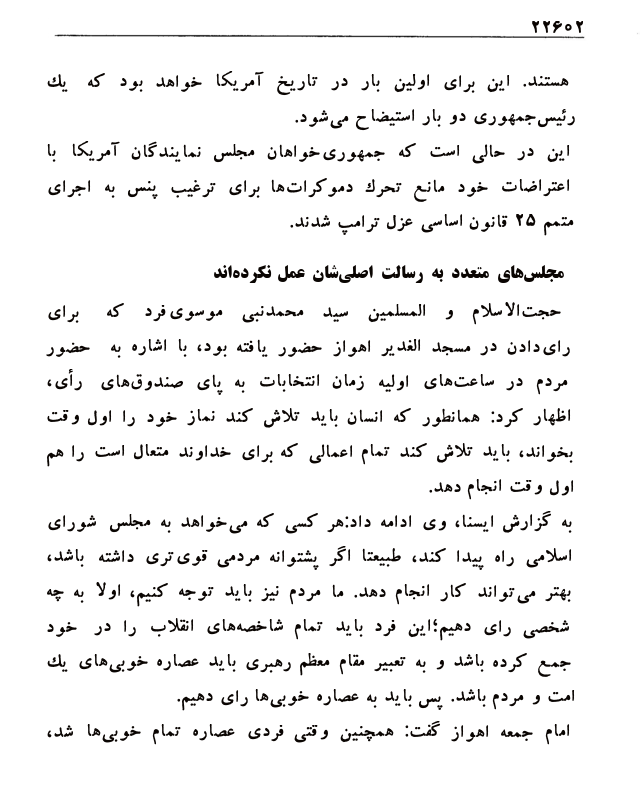 ۲۲۶۰۲
هستند. این برای اولین بار در تاریخ آمریکا خواهد بود که یك
رئیس‌جمهوری دو بار استیضاح می‌شود.
این در حالی است که جمهوری‌خواهان مجلس نمایندگان آمریکا با
اعتراضات خود مانع تحرك دموکرات‌ها برای ترغیب پنس به اجرای
متمم ۲۵ قانون اساسی عزل ترامپ شدند.
مجلس‌های متعدد به رسالت اصلی‌شان عمل نکرده‌اند
حجت‌الاسلام و المسلمین سید محمدنبی موسوی‌فرد که برای
رای‌دادن در مسجد الغدیر اهواز حضور یافته بود، با اشاره به حضور
مردم در ساعت‌های اولیه زمان انتخابات به پای صندوق‌های رأی،
اظهار کرد: همانطور که انسان باید تلاش کند نماز خود را اول وقت
بخواند، باید تلاش کند تمام اعمالی که برای خداوند متعال است را هم
اول وقت انجام دهد.
به گزارش ایسنا، وی ادامه داد:هر کسی که می‌خواهد به مجلس شورای
اسلامی راه پیدا کند، طبیعتا اگر پشتوانه مردمی قوی‌تری داشته باشد،
بهتر می‌تواند کار انجام دهد. ما مردم نیز باید توجه کنیم، اولا به چه
شخصی رای دهیم؛این فرد باید تمام شاخصه‌های انقلاب را در خود
جمع کرده باشد و به تعبیر مقام معظم رهبری باید عصاره خوبی‌های یك
امت و مردم باشد. پس باید به عصاره خوبی‌ها رای دهیم.
امام جمعه اهواز گفت: همچنین وقتی فردی عصاره تمام خوبی‌ها شد،